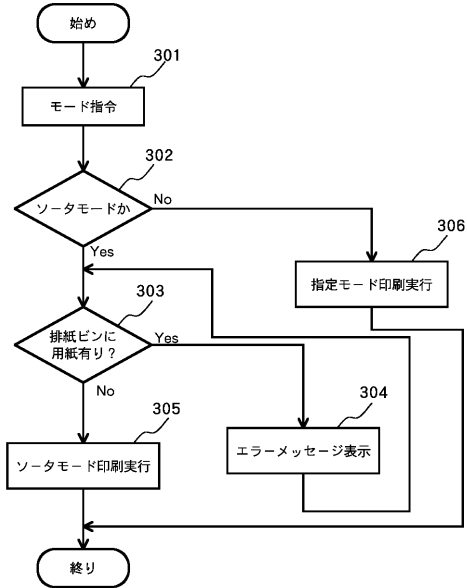 始め
301
モード指令
302
ソータモードか
No
Yes
306
指定モード印刷実行
303
排紙ビンに
用紙有り？
Yes
No
304
エラーメッセージ表示
305
ソータモード印刷実行
終り